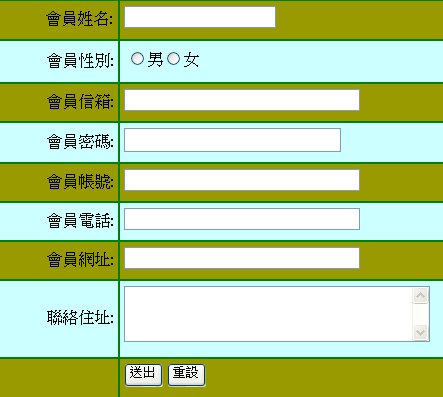 會員姓名:
會員性別: 男 女
會員信箱:
會員密碼:
會員帳號:
會員電話:
會員網址:
聯絡住址:
送出 重設